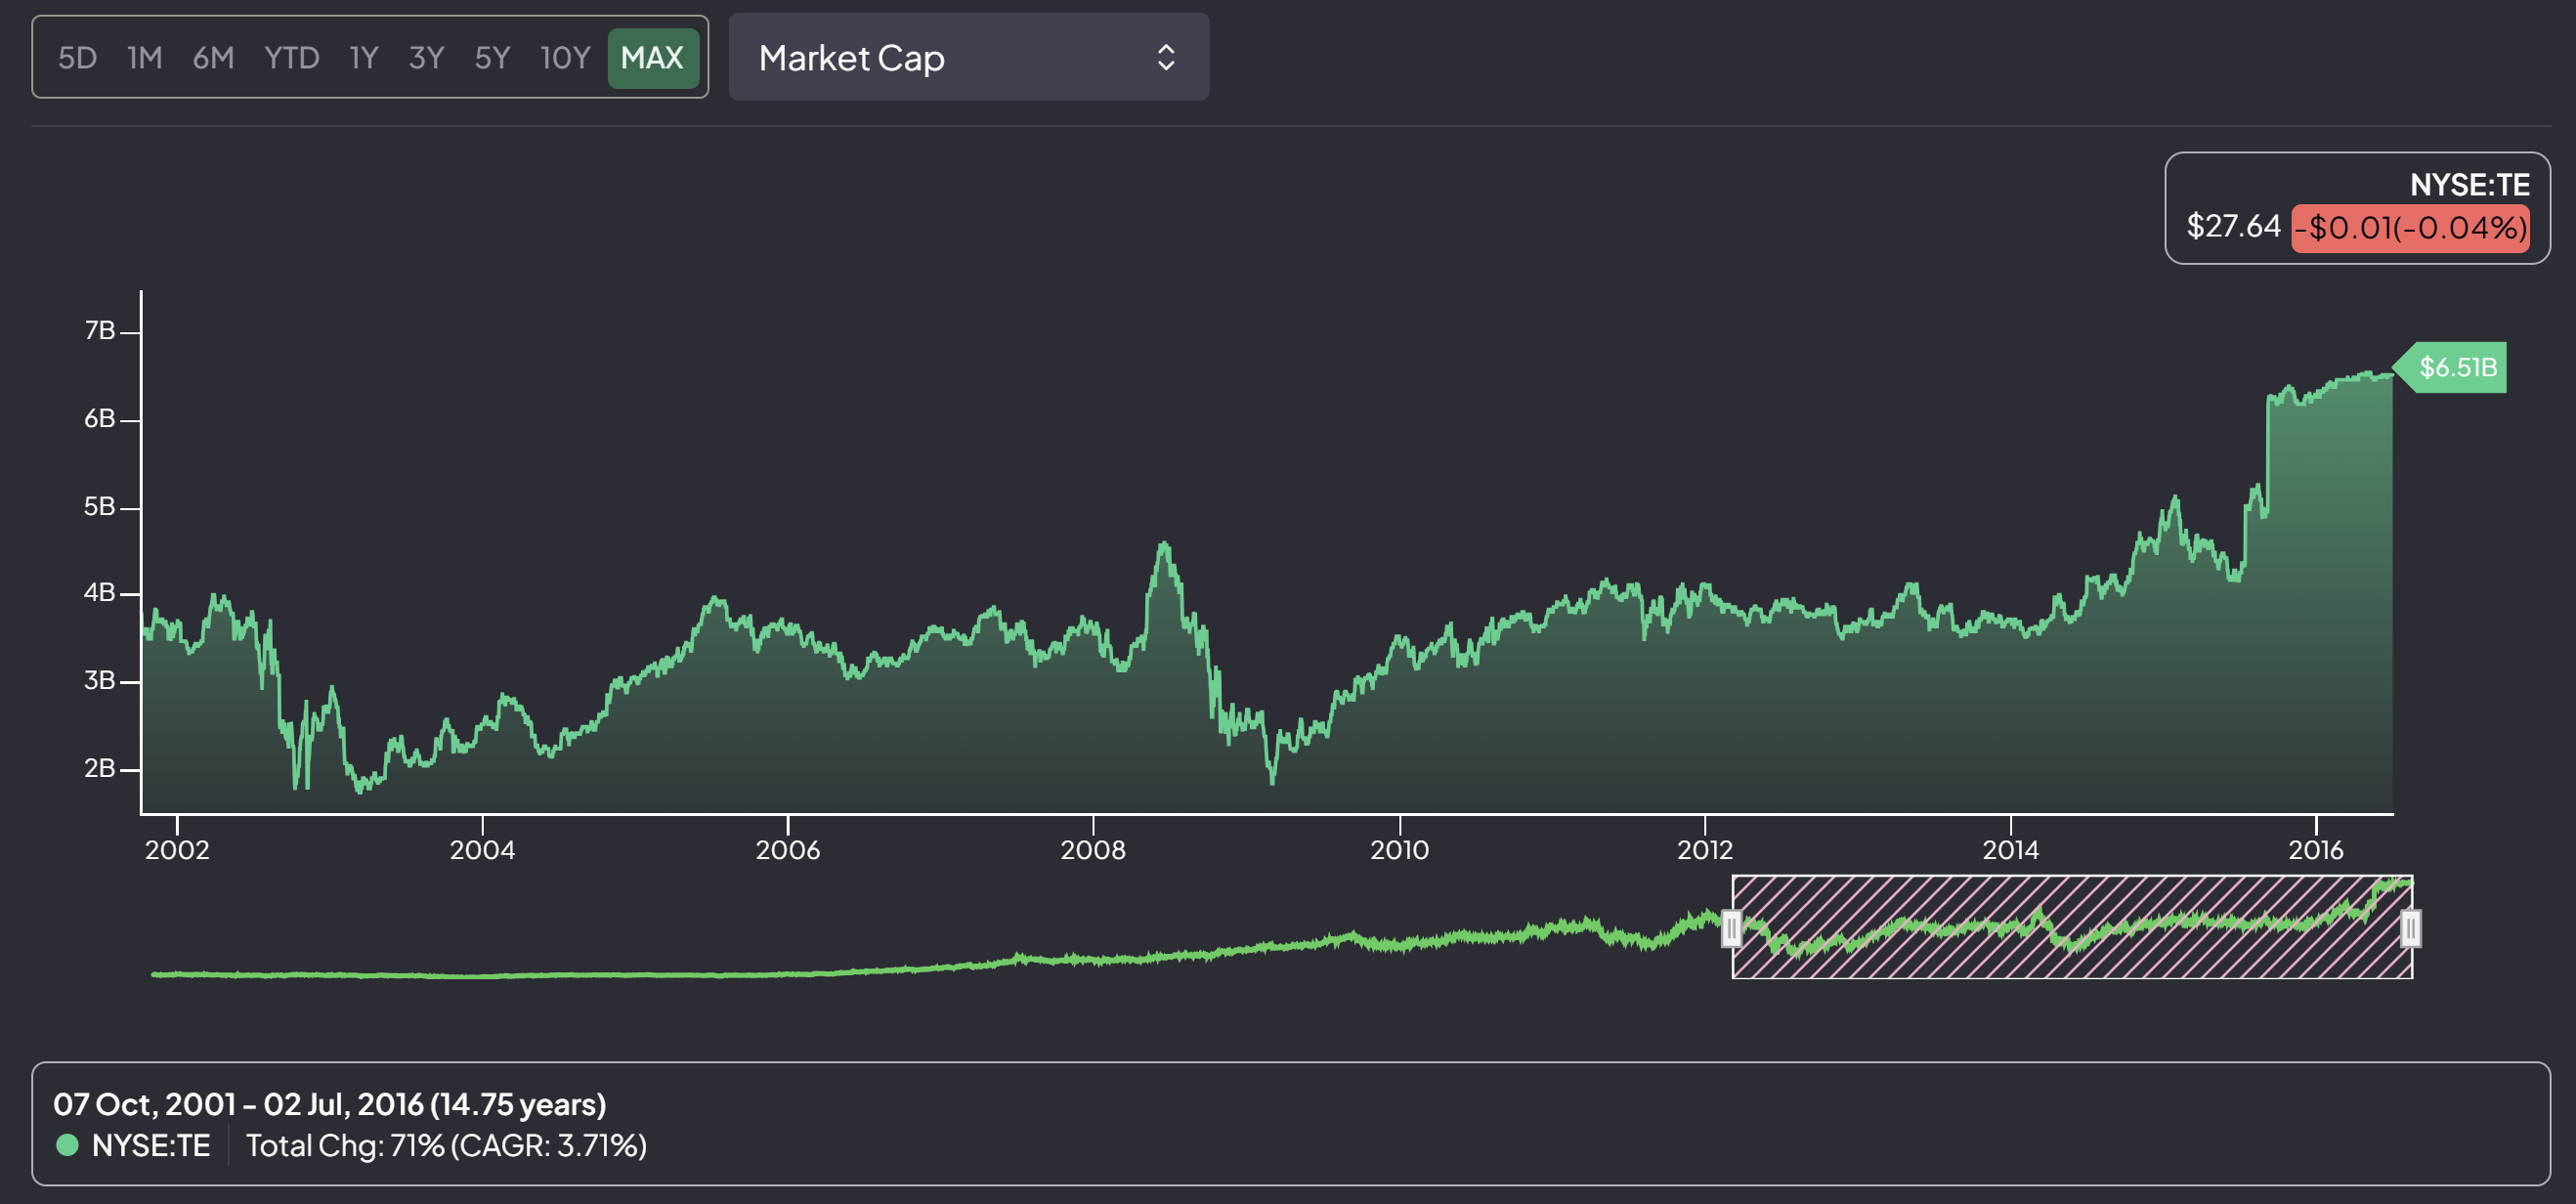 5D 1M 6M YTD 1Y 3Y 5Y 10Y MAX Market Cap
NYSE:TE
$27.64 -$0.01(-0.04%)
7B
$6.51B
6B
5B
4B
3B
2B
2002 2004 2006 2008 2010 2012 2014 2016
07 Oct, 2001 - 02 Jul, 2016 (14.75 years)
NYSE:TE Total Chg: 71% (CAGR: 3.71%)